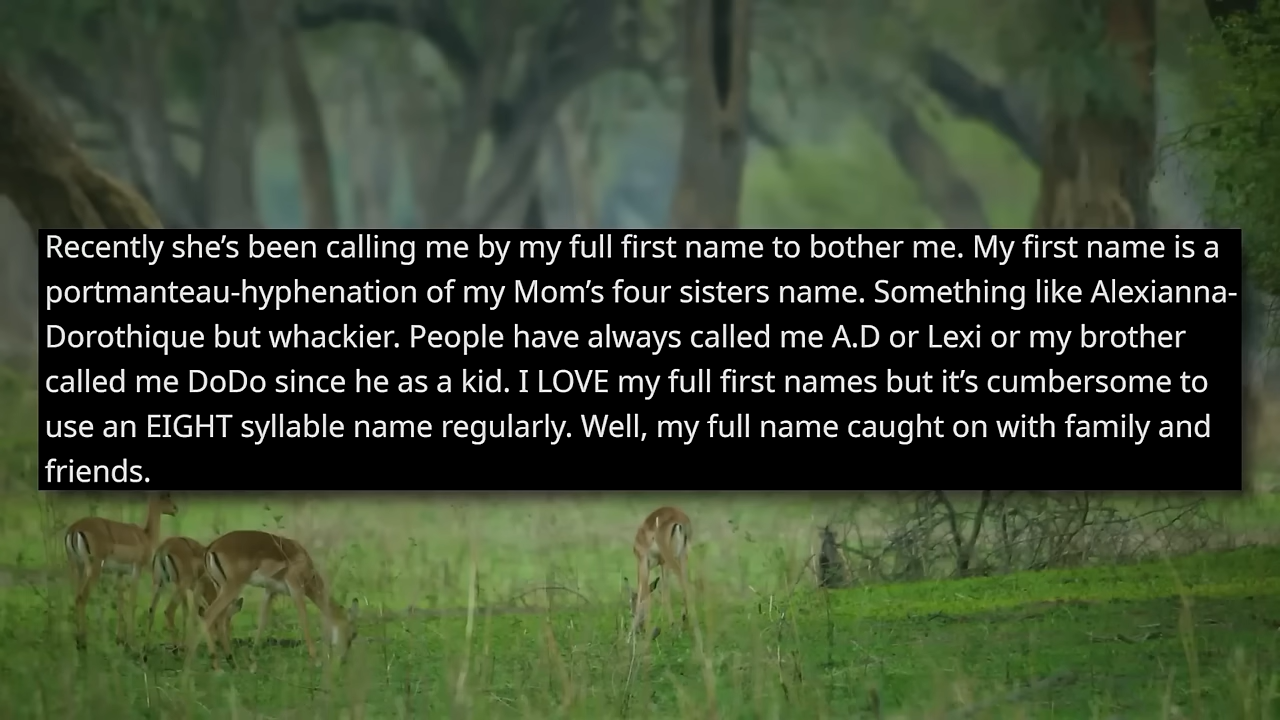 Recently she’s been calling me by my full first name to bother me. My first name is a
portmanteau-hyphenation of my Mom’s four sisters name. Something like Alexianna-
Dorothique but whackier. People have always called me A.D or Lexi or my brother
called me DoDo since he as a kid. I LOVE my full first names but it’s cumbersome to
use an EIGHT syllable name regularly. Well, my full name caught on with family and
friends.